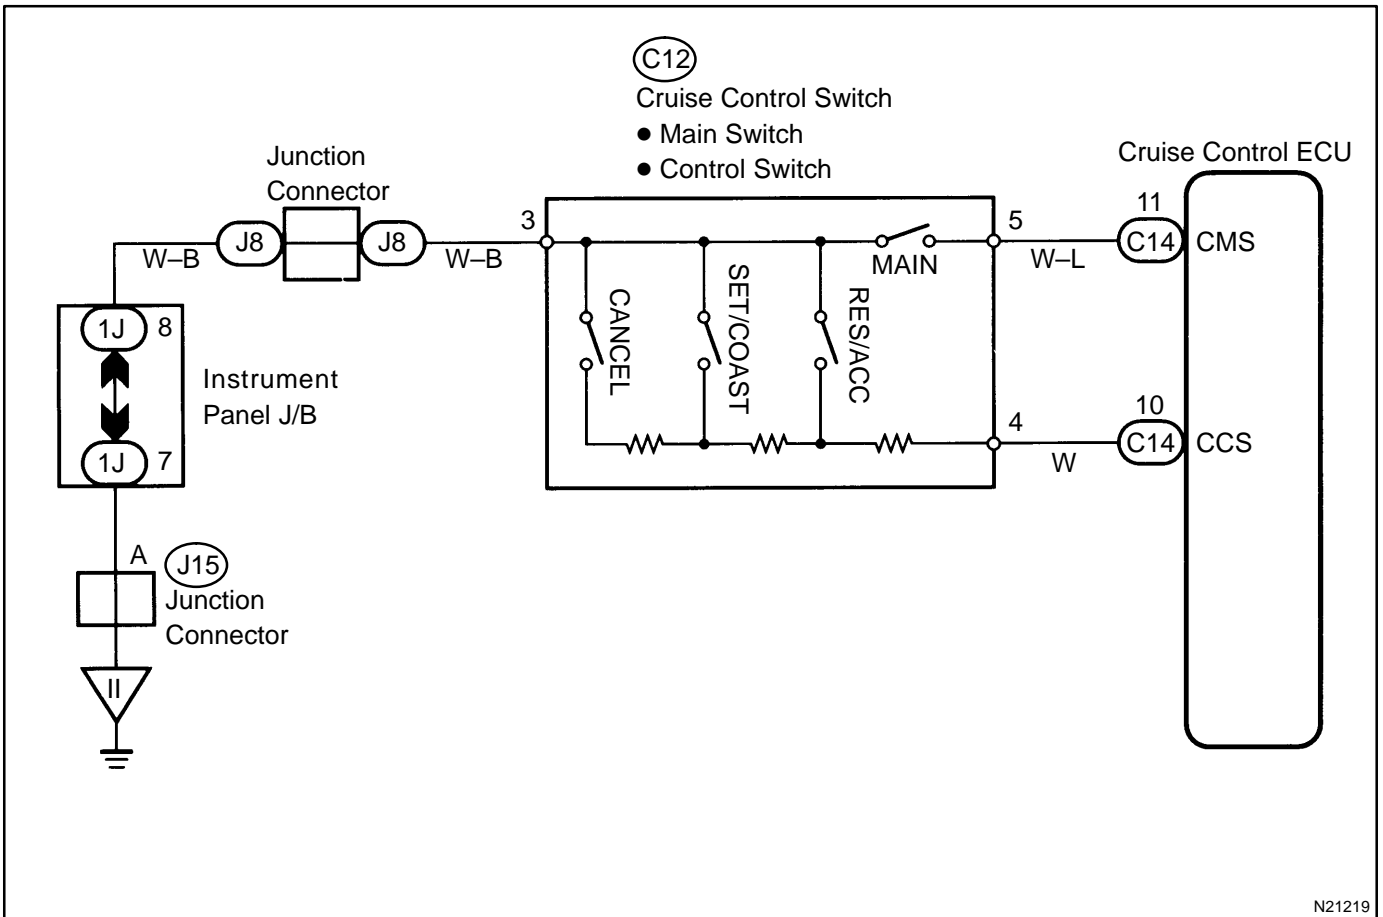 C12
Cruise Control Switch
● Main Switch
● Control Switch
Junction
Connector
Cruise Control ECU
J8
J8
W–B
W–B
3
5
11
C14
CMS
W–L
MAIN
CANCEL
SET/COAST
RES/ACC
1J
8
Instrument
Panel J/B
1J
7
4
W
10
C14
CCS
A
J15
Junction
Connector
II
N21219